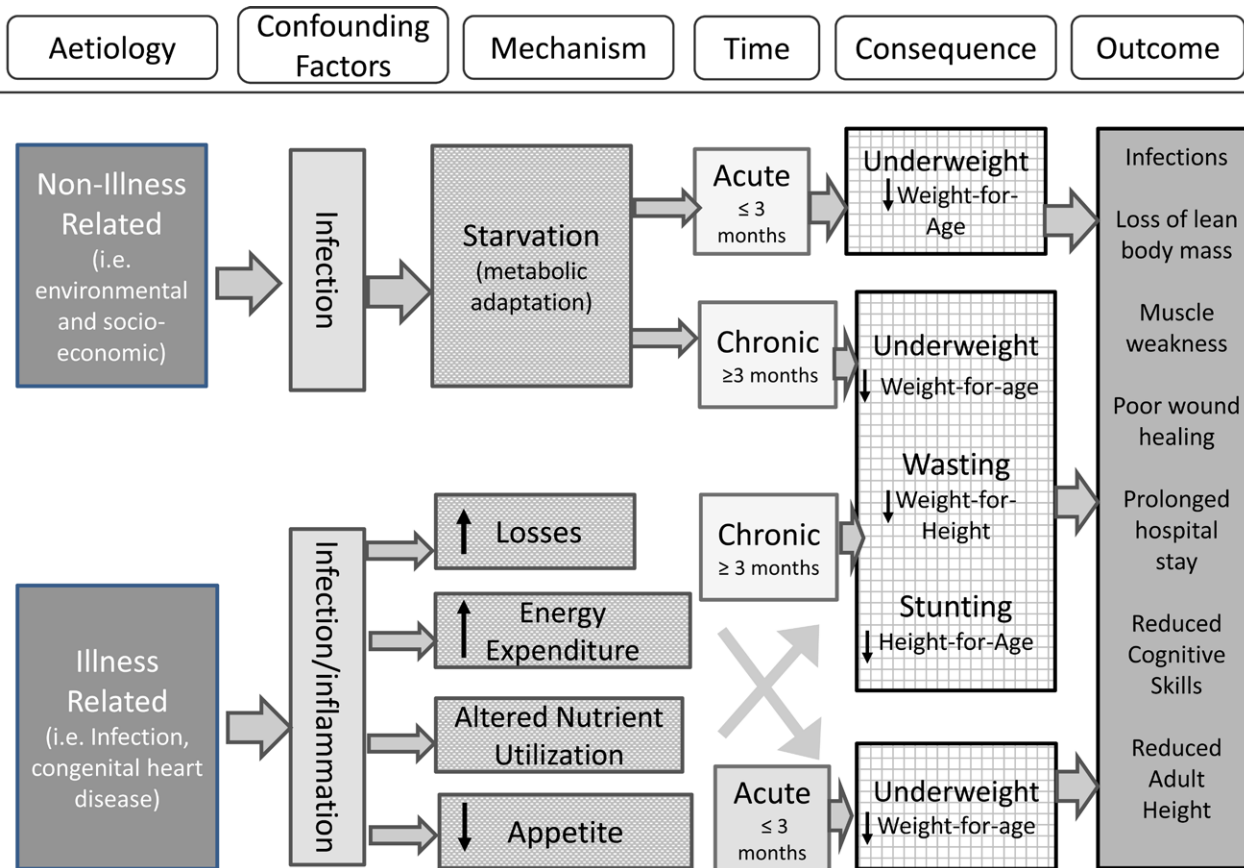 Aetiology
Confounding
Factors
Mechanism
Time
Consequence
Outcome
Non-Illness
Related
(i.e.
environmental
and socio-
economic)
Infection
Starvation
(metabolic
adaptation)
Acute
≤ 3
months
Underweight
↓ Weight-for-
Age
Chronic
≥3 months
Underweight
↓ Weight-for-age
Wasting
↓ Weight-for-
Height
Stunting
↓ Height-for-Age
Illness
Related
(i.e. Infection,
congenital heart
disease)
Infection/inflammation
↑ Losses
↑ Energy
Expenditure
Altered Nutrient
Utilization
↓ Appetite
Chronic
≥ 3 months
Acute
≤ 3
months
Underweight
↓ Weight-for-age
Infections
Loss of lean
body mass
Muscle
weakness
Poor wound
healing
Prolonged
hospital
stay
Reduced
Cognitive
Skills
Reduced
Adult
Height